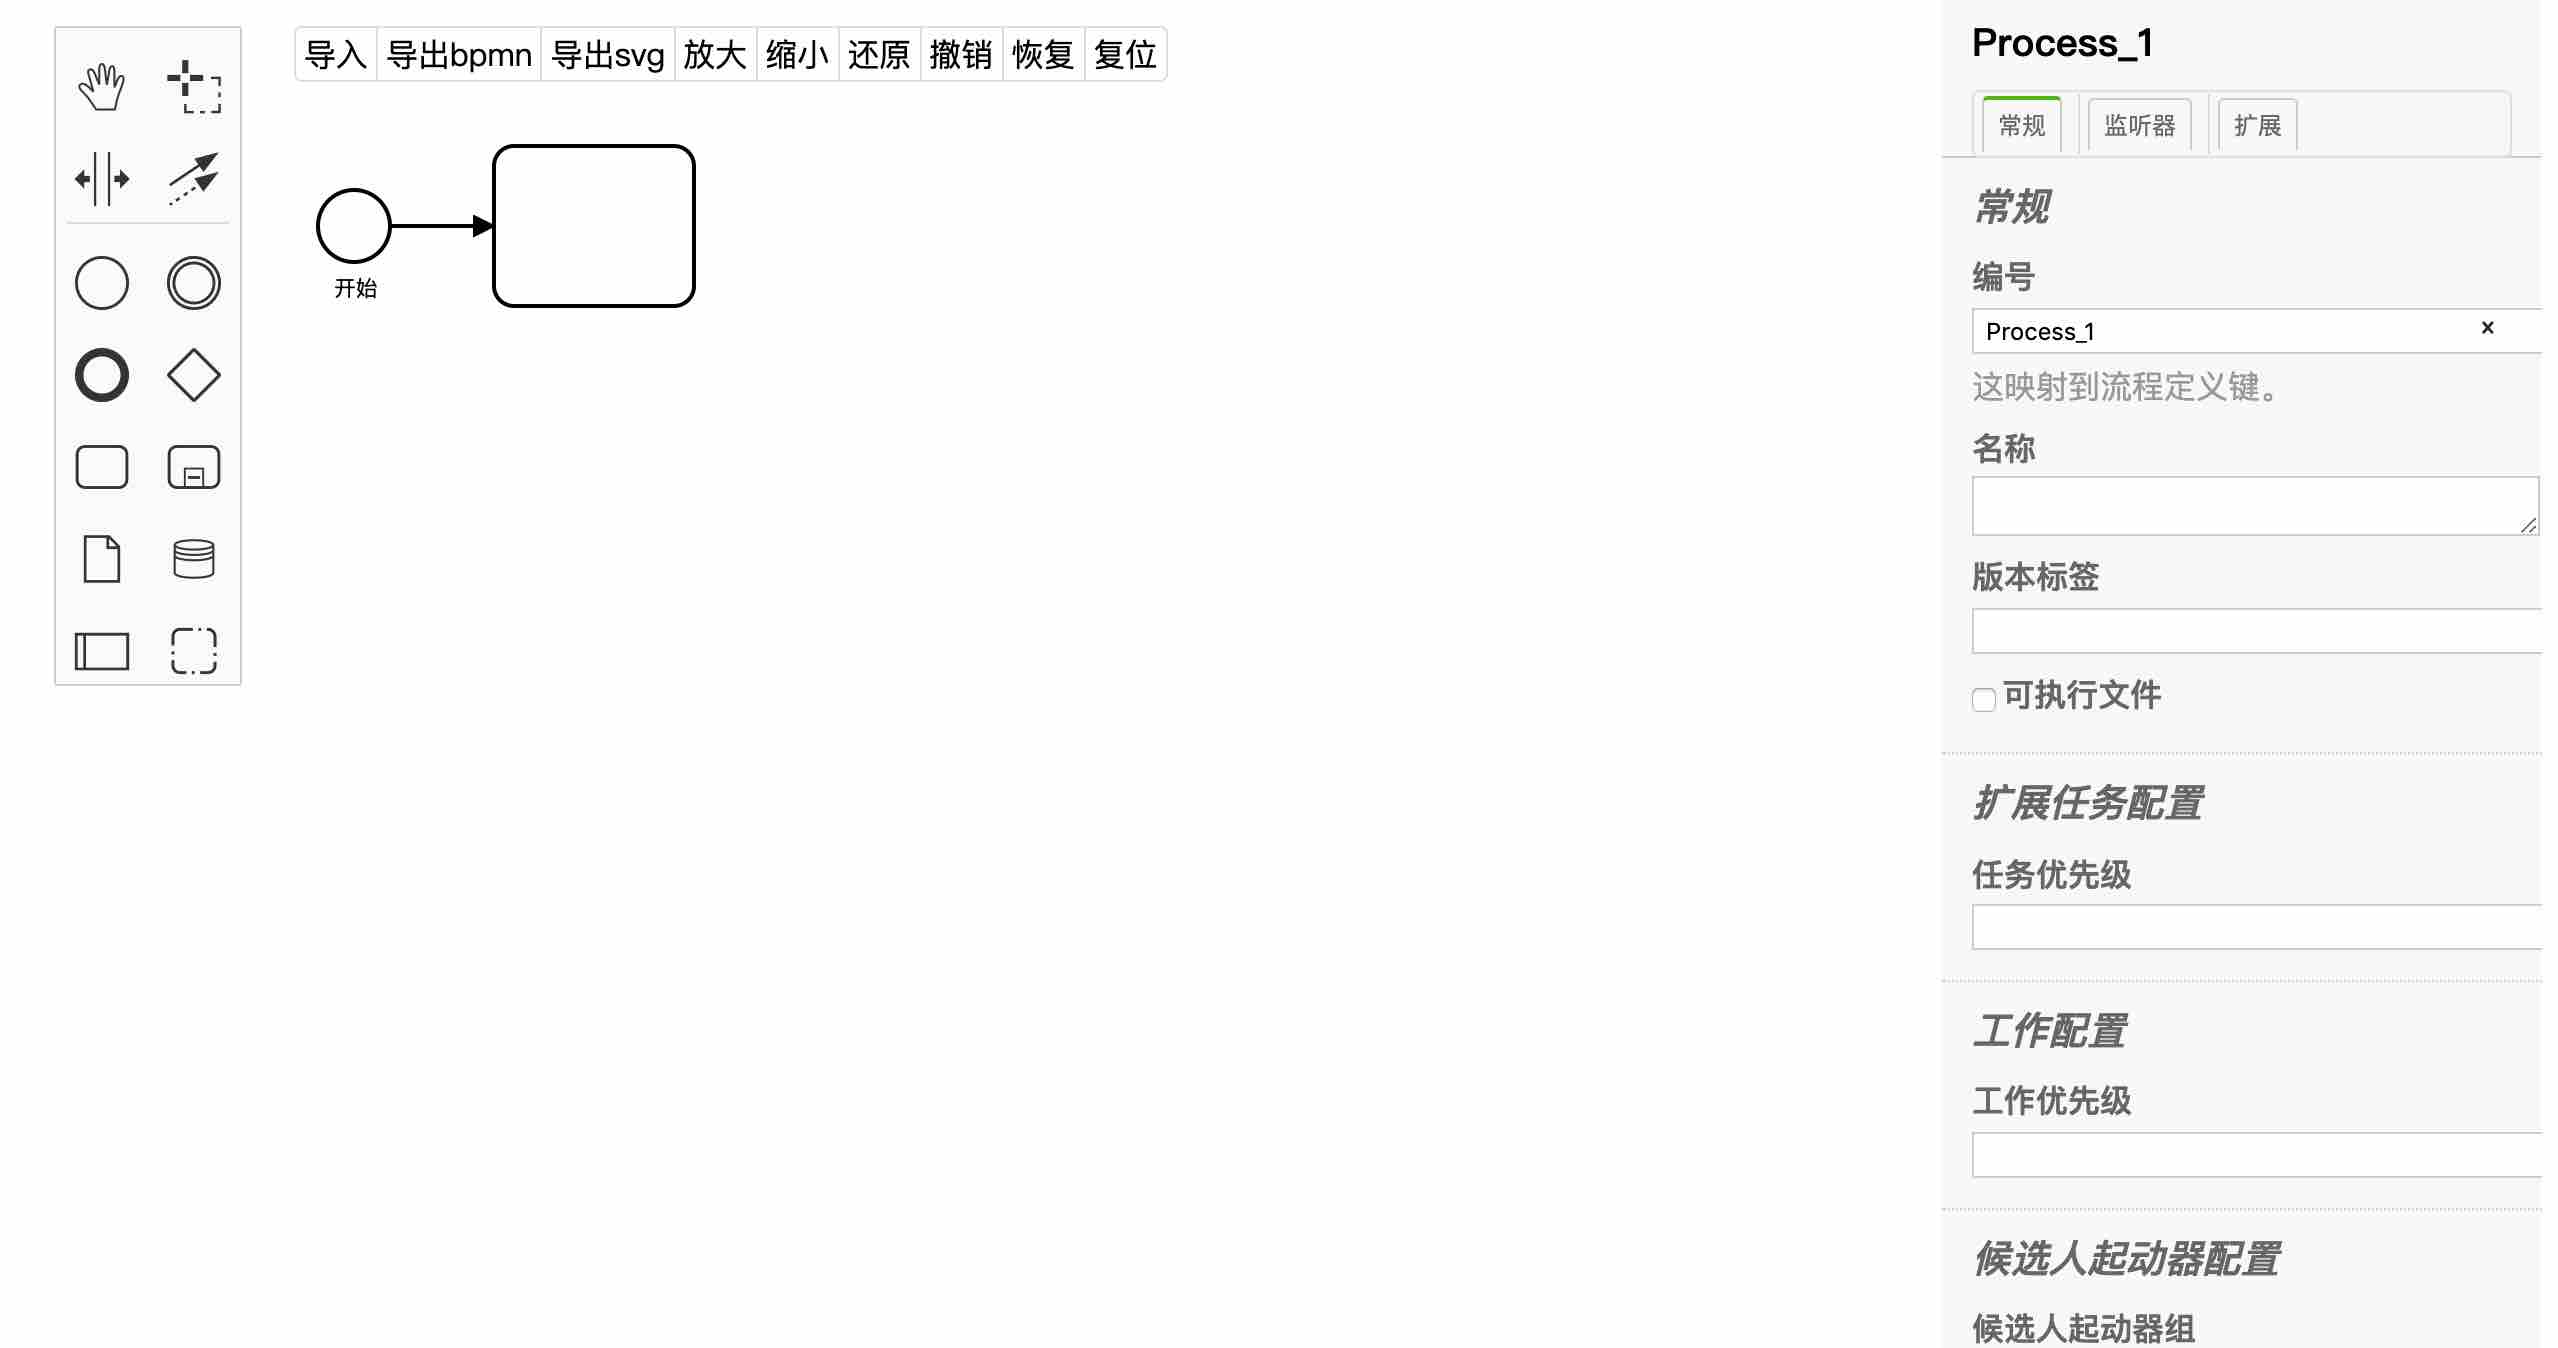 导入 导出bpmn 导出svg 放大 缩小 还原 撤销 恢复 复位
开始
Process_1
常规 监听器 扩展
常规
编号
Process_1
这映射到流程定义键。
名称
版本标签
可执行文件
扩展任务配置
任务优先级
工作配置
工作优先级
候选人起动器配置
候选人起动器组